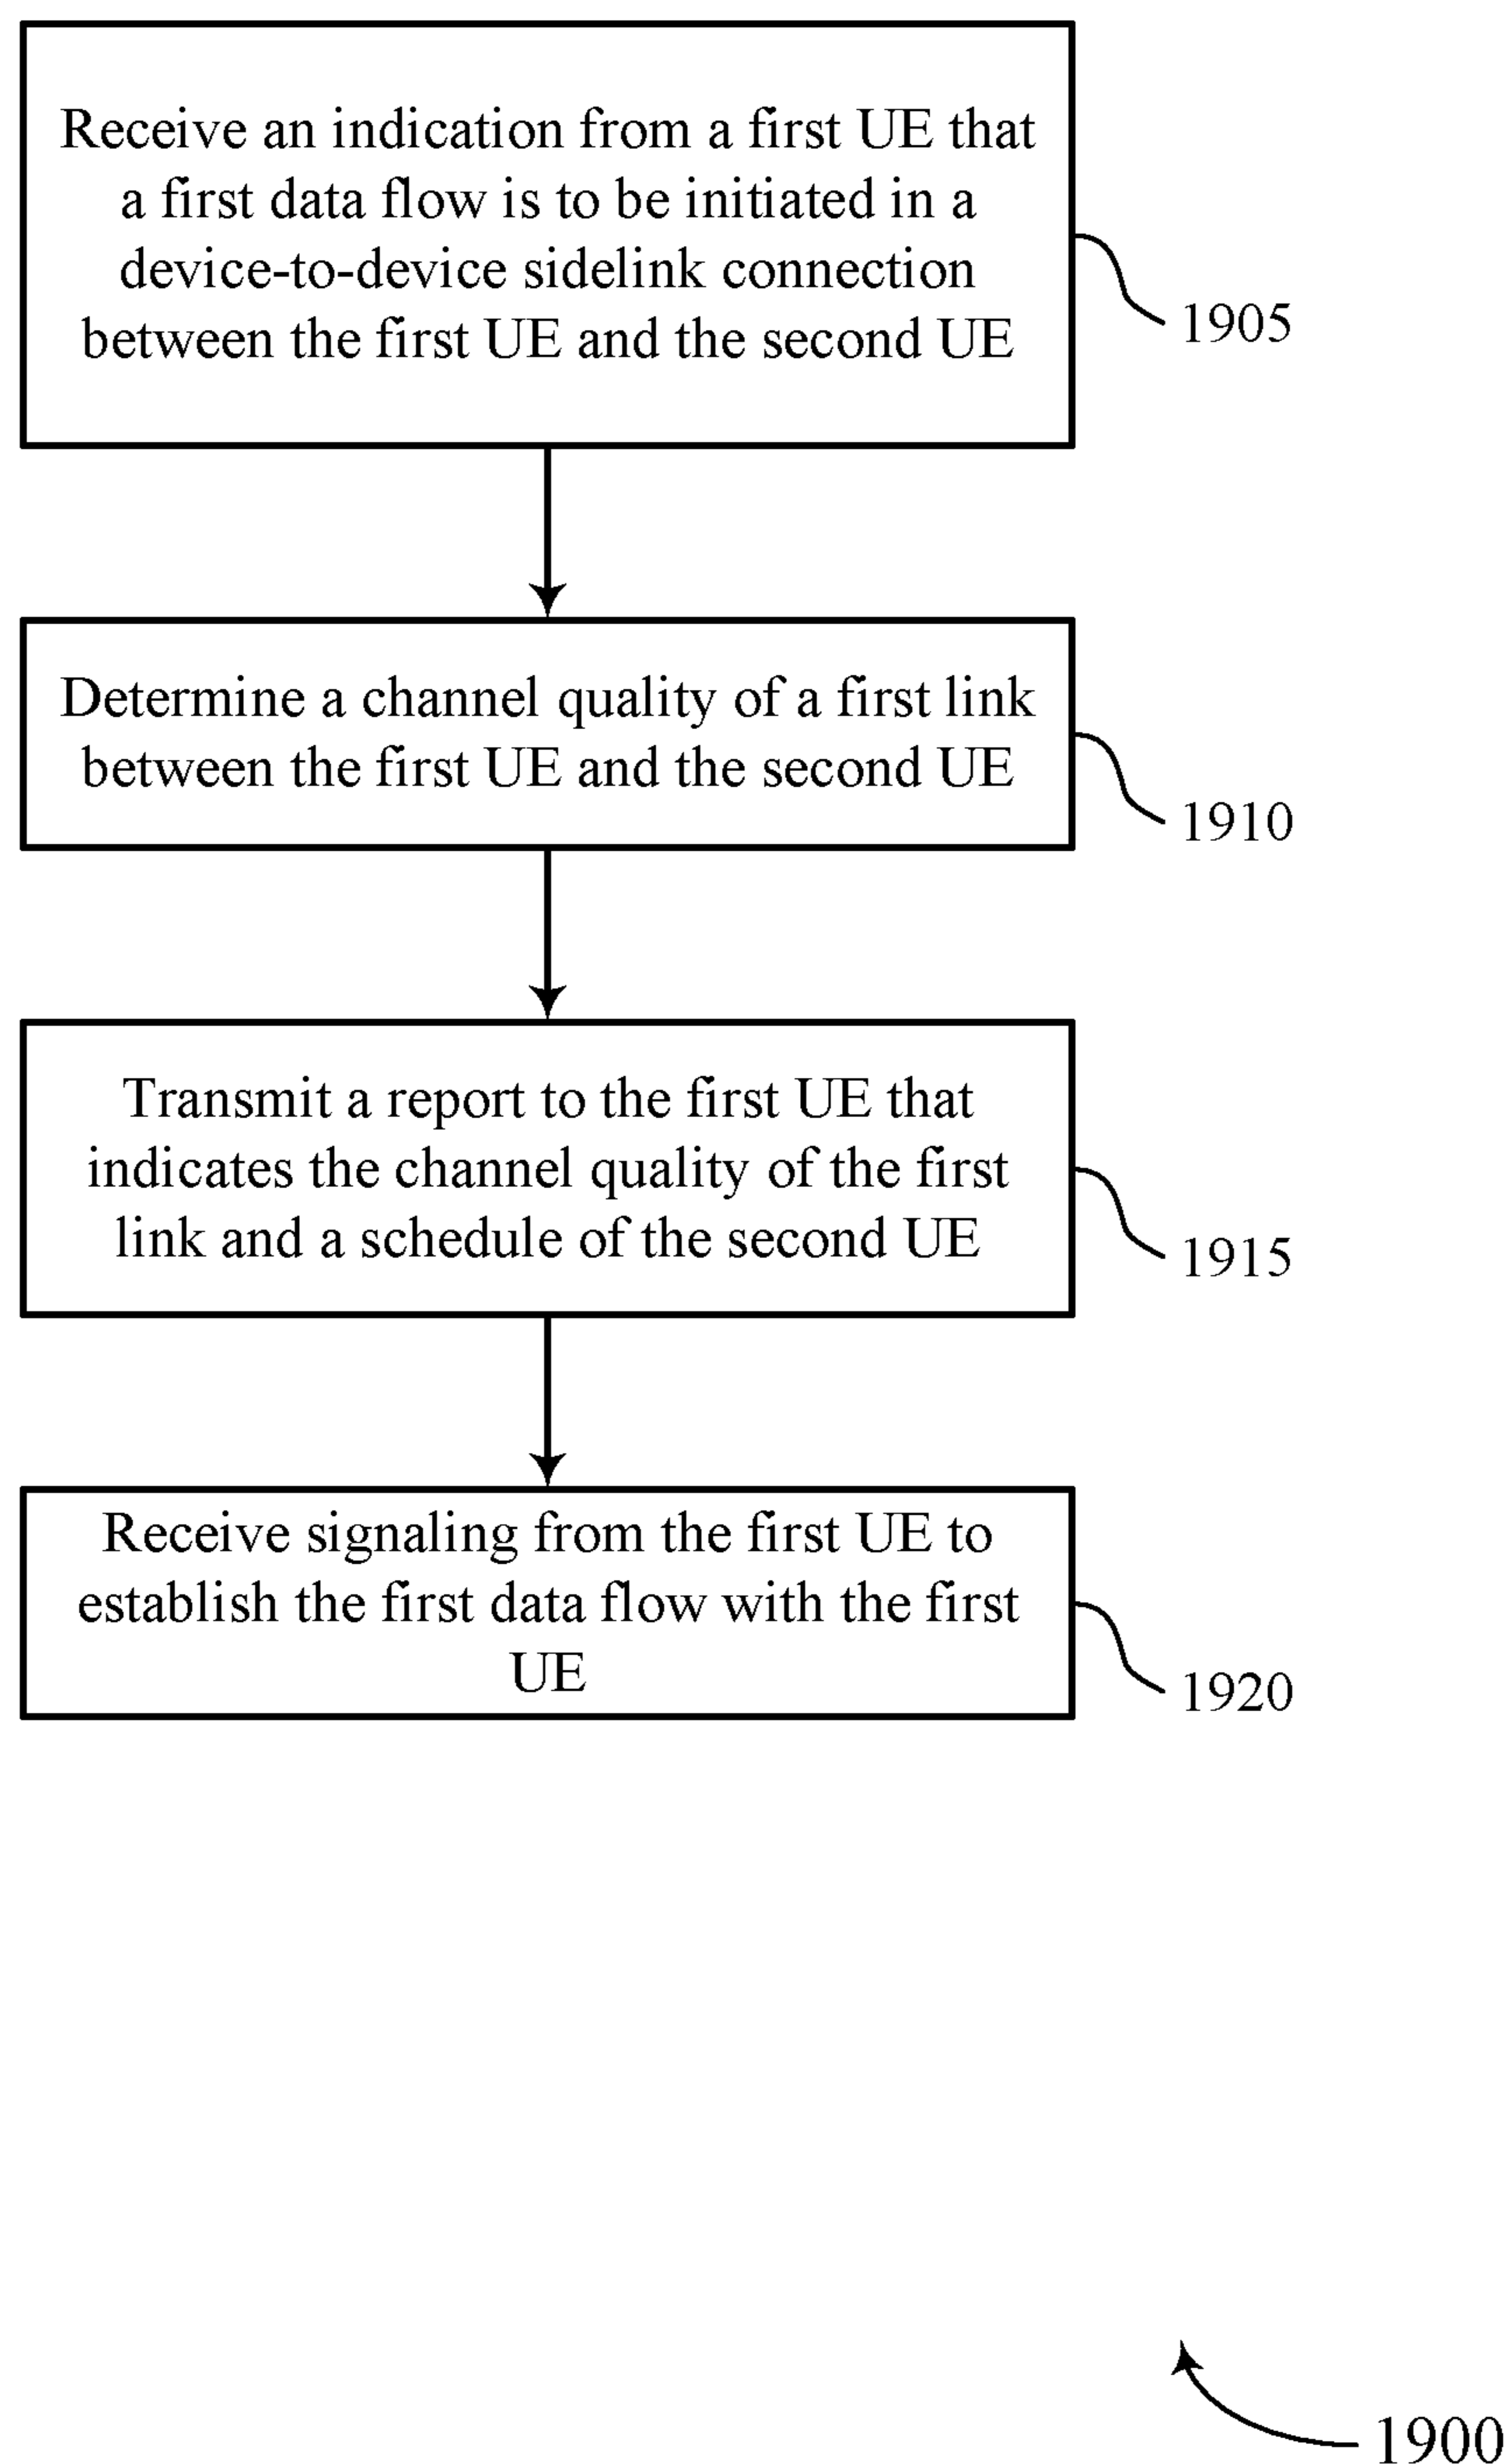 Receive an indication from a first UE that
a first data flow is to be initiated in a
device-to-device sidelink connection
between the first UE and the second UE
1905
Determine a channel quality of a first link
between the first UE and the second UE
1910
Transmit a report to the first UE that
indicates the channel quality of the first
link and a schedule of the second UE
1915
Receive signaling from the first UE to
establish the first data flow with the first
UE
1920
1900